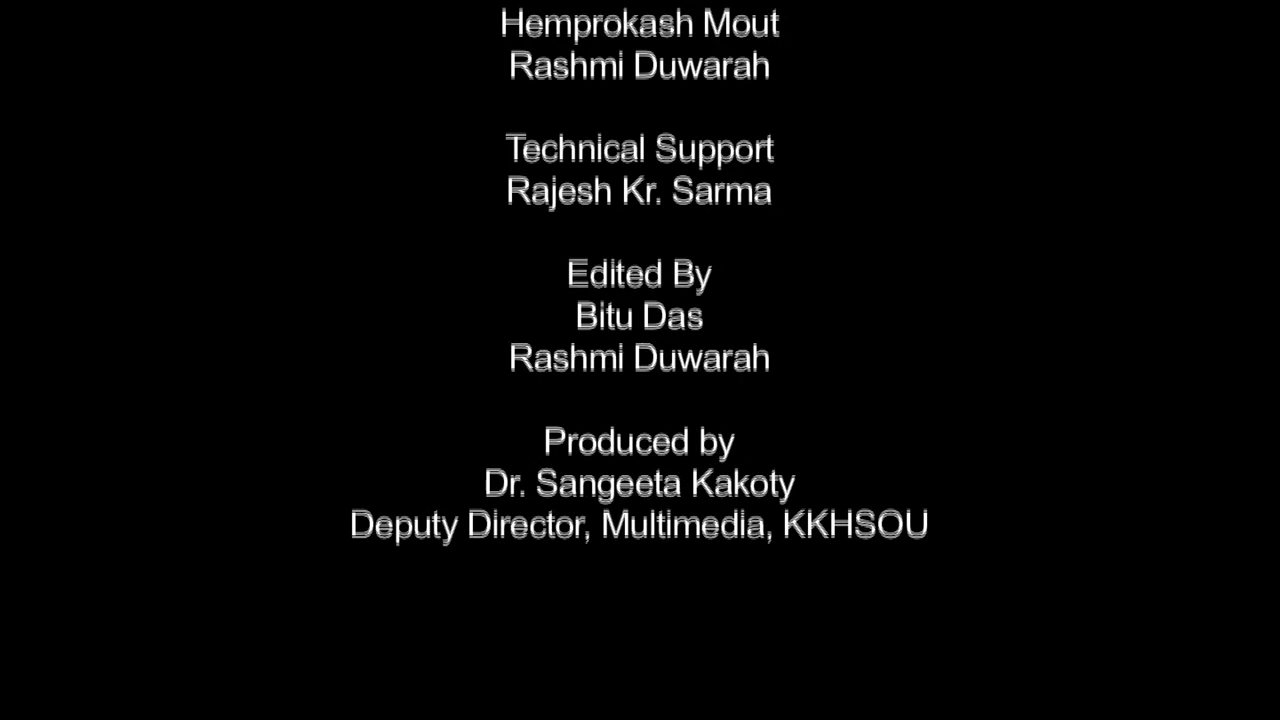 Hemprokash Mout
Rashmi Duwarah
Technical Support
Rajesh Kr. Sarma
Edited By
Bitu Das
Rashmi Duwarah
Produced by
Dr. Sangeeta Kakoty
Deputy Director, Multimedia, KKHSOU